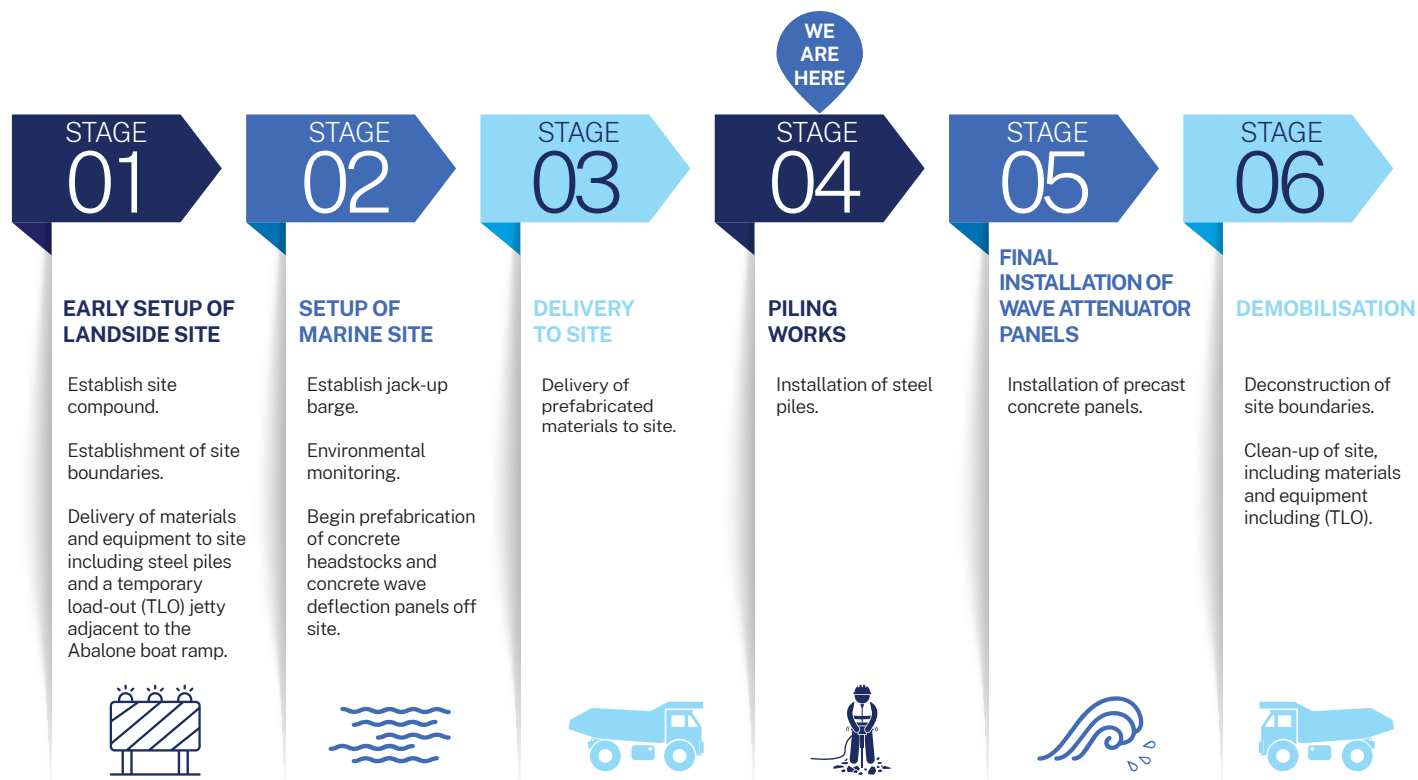 WE
ARE
HERE
STAGE
01
EARLY SETUP OF
LANDSIDE SITE
Establish site
compound.
Establishment of site
boundaries.
Delivery of materials
and equipment to site
including steel piles
and a temporary
load-out (TLO) jetty
adjacent to the
Abalone boat ramp.
STAGE
02
SETUP OF
MARINE SITE
Establish jack-up
barge.
Environmental
monitoring.
Begin prefabrication
of concrete
headstocks and
concrete wave
deflection panels off
site.
STAGE
03
DELIVERY
TO SITE
Delivery of
prefabricated
materials to site.
STAGE
04
PILING
WORKS
Installation of steel
piles.
STAGE
05
FINAL
INSTALLATION OF
WAVE ATTENUATOR
PANELS
Installation of precast
concrete panels.
STAGE
06
DEMOBILISATION
Deconstruction of
site boundaries.
Clean-up of site,
including materials
and equipment
including (TLO).